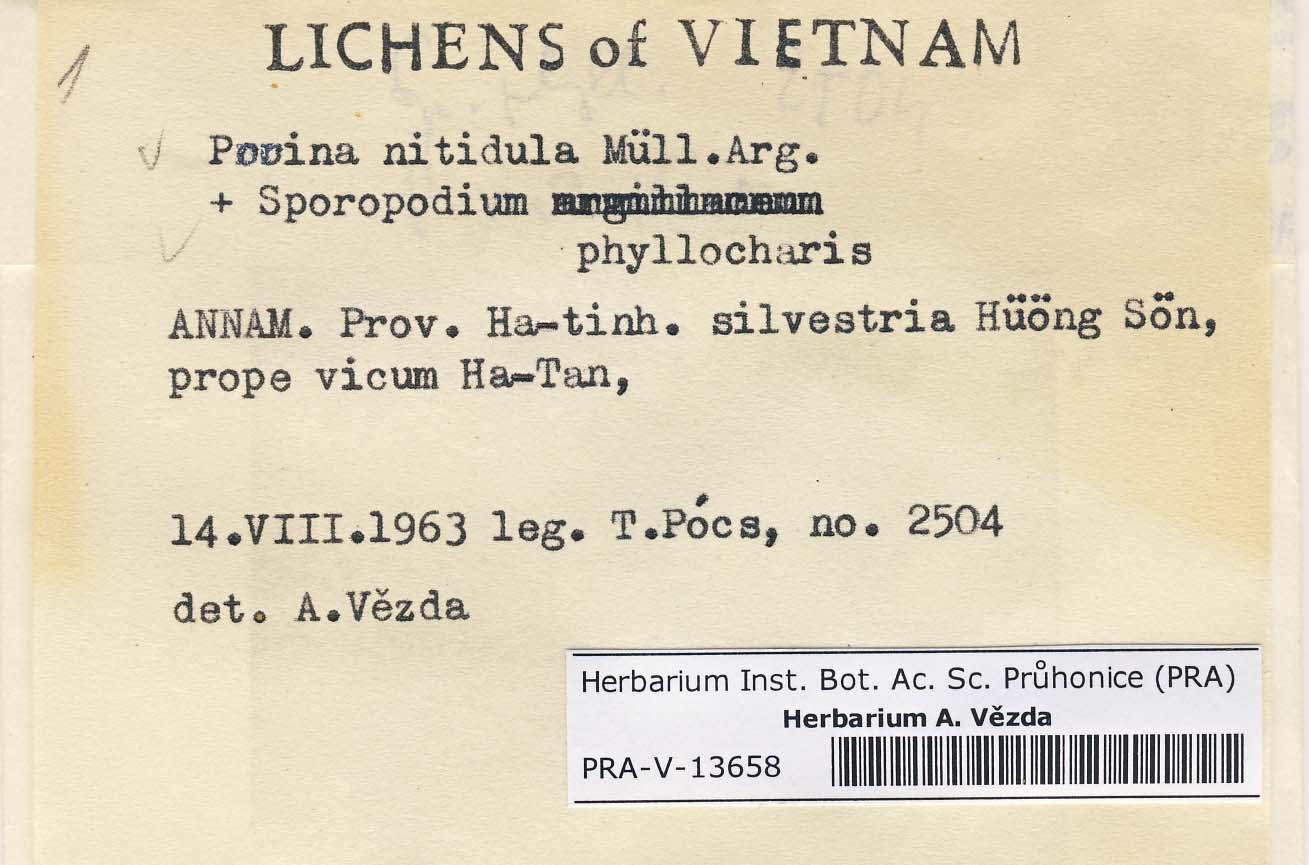 LICHENS of VIETNAM
1
Porina nitidula Müll.Arg.
+ Sporopodium
phyllocharis
ANNAM. Prov. Ha-tinh. silvestria Hüöng Sön,
prope vicum Ha-Tan,
14.VIII.1963 leg. T.Pócs, no. 2504
det. A.Vězda
Herbarium Inst. Bot. Ac. Sc. Průhonice (PRA)
Herbarium A. Vězda
PRA-V-13658